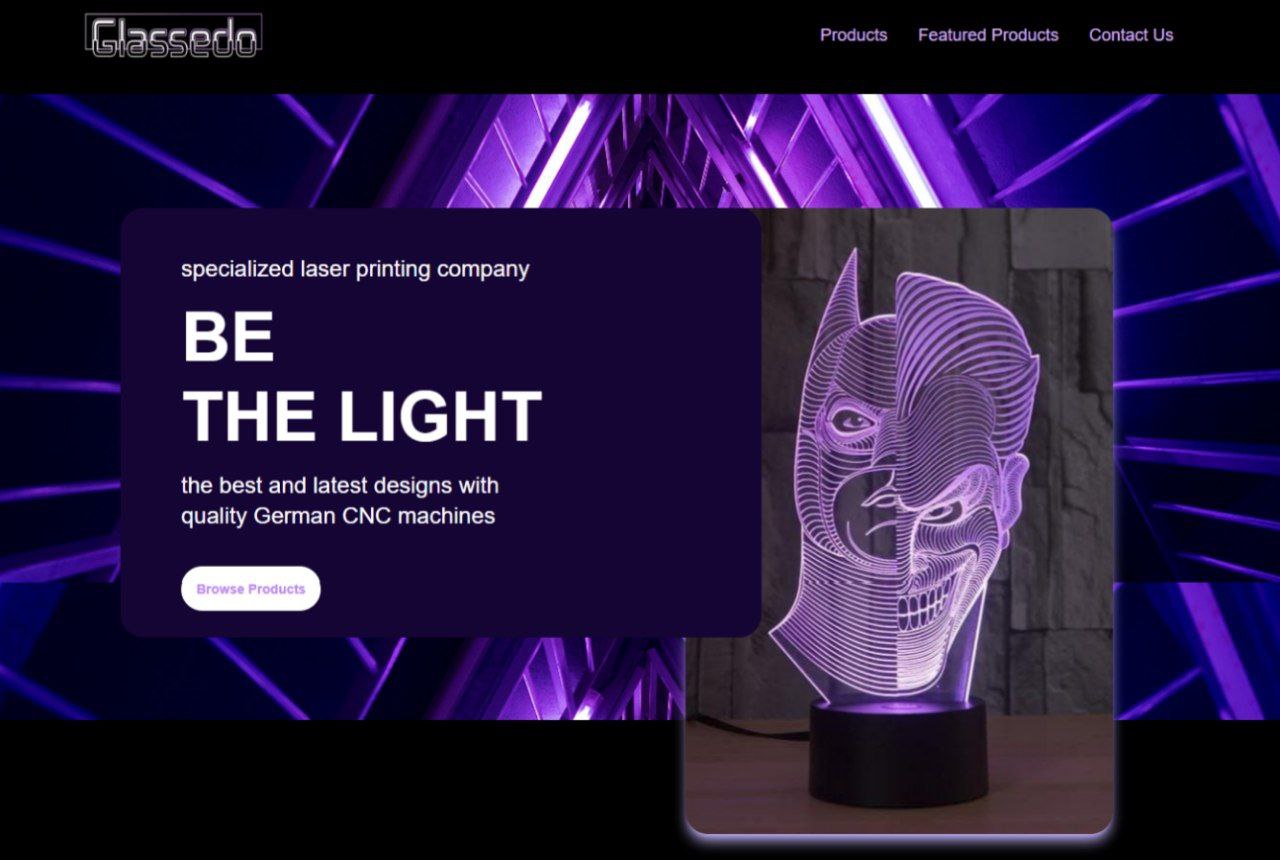 Glassedo
Products Featured Products Contact Us
specialized laser printing company
BE
THE LIGHT
the best and latest designs with
quality German CNC machines
Browse Products